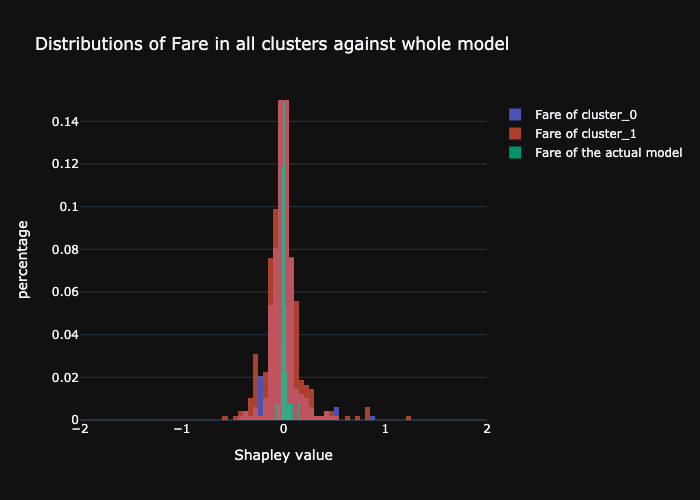 Distributions of Fare in all clusters against whole model
Fare of cluster_0
Fare of cluster_1
Fare of the actual model
percentage
0.14
0.12
0.1
0.08
0.06
0.04
0.02
0
−2
−1
0
1
2
Shapley value